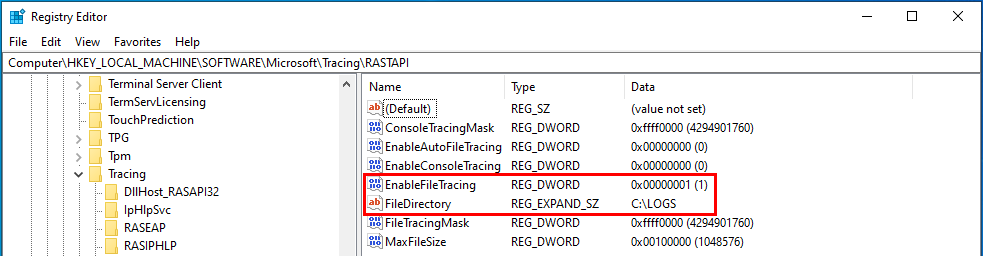 Registry Editor
File Edit View Favorites Help
Computer\HKEY_LOCAL_MACHINE\SOFTWARE\Microsoft\Tracing\RASTAPI
Terminal Server Client
TermServLicensing
TouchPrediction
TPG
Tpm
Tracing
DllHost_RASAPI32
IpHlpSvc
RASEAP
RASIPHLP
Name Type Data
ab (Default) REG_SZ (value not set)
ConsoleTracingMask REG_DWORD 0xffff0000 (4294901760)
EnableAutoFileTracing REG_DWORD 0x00000000 (0)
EnableConsoleTracing REG_DWORD 0x00000000 (0)
EnableFileTracing REG_DWORD 0x00000001 (1)
ab FileDirectory REG_EXPAND_SZ C:\LOGS
FileTracingMask REG_DWORD 0xffff0000 (4294901760)
MaxFileSize REG_DWORD 0x00100000 (1048576)